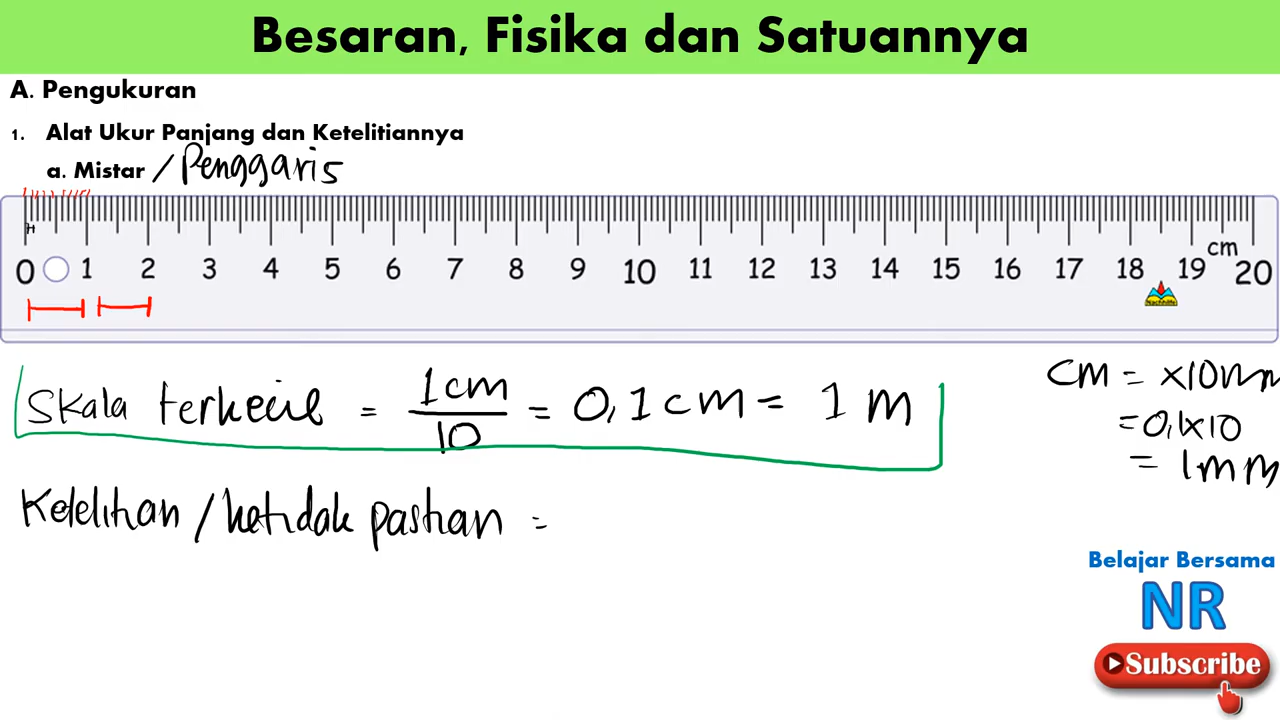 Besaran, Fisika dan Satuannya
A. Pengukuran
1. Alat Ukur Panjang dan Ketelitiannya
a. Mistar / Penggaris
0 1 2 3 4 5 6 7 8 9 10 11 12 13 14 15 16 17 18 19 cm 20
Nachhilfe
Skala terkecil = 1cm/10 = 0,1 cm = 1 m
cm = x10mm
= 0,1x10
= 1mm
Ketelitian / ketidak pastian =
Belajar Bersama
NR
Subscribe